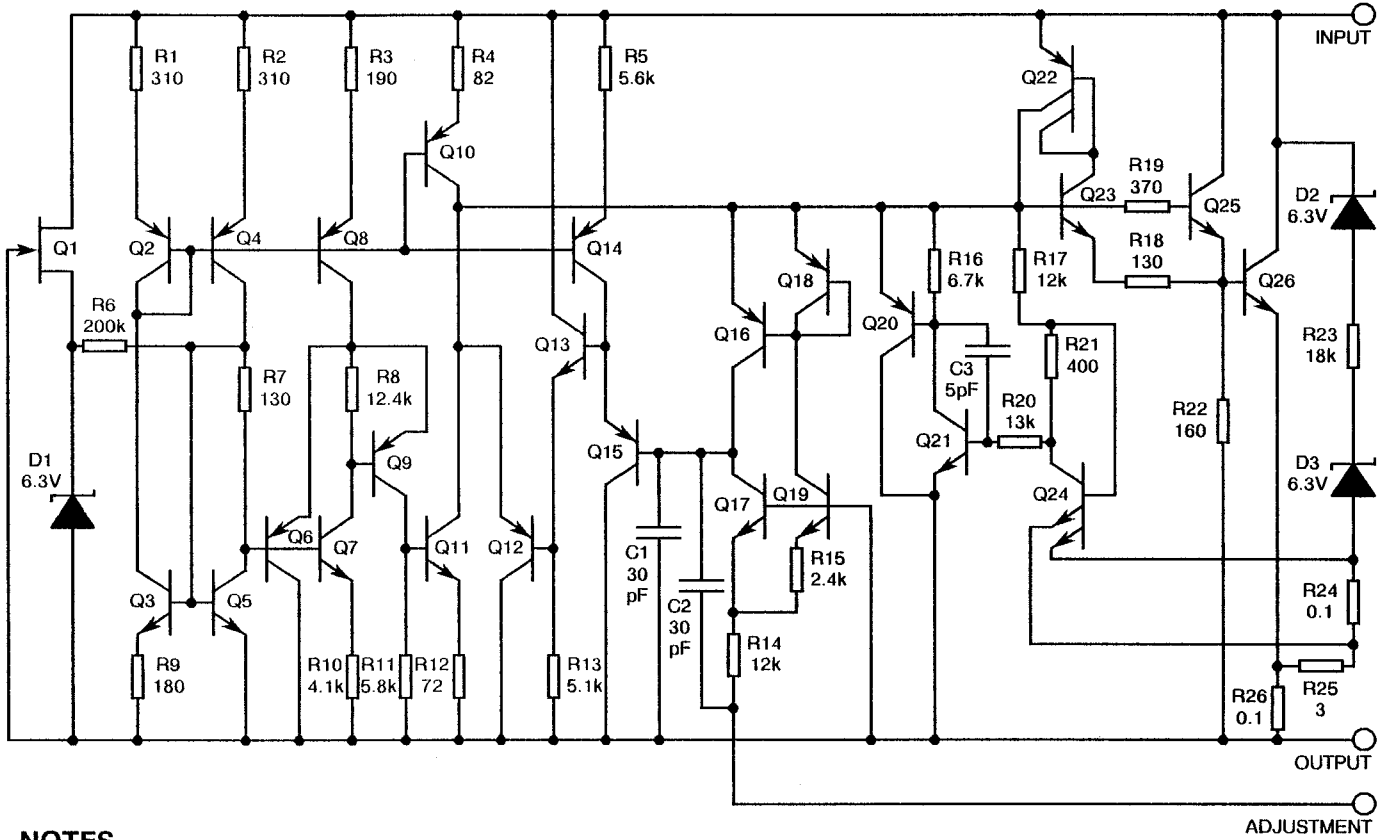 INPUT
R1
310
R2
310
R3
190
R4
82
R5
5.6k
Q22
Q10
R19
370
D2
6.3V
Q1
Q2
Q4
Q8
Q14
Q18
R16
6.7k
R17
12k
Q23
R18
130
Q25
Q26
R6
200k
Q13
Q16
Q20
C3
5pF
R21
400
R23
18k
R7
130
R8
12.4k
R20
13k
R22
160
D1
6.3V
Q9
Q15
Q21
D3
6.3V
Q17
Q19
Q24
Q6
Q7
Q11
Q12
C1
30
pF
R15
2.4k
Q3
Q5
C2
30
pF
R24
0.1
R9
180
R10
4.1k
R11
5.8k
R12
72
R13
5.1k
R14
12k
R26
0.1
R25
3
OUTPUT
ADJUSTMENT
NOTES